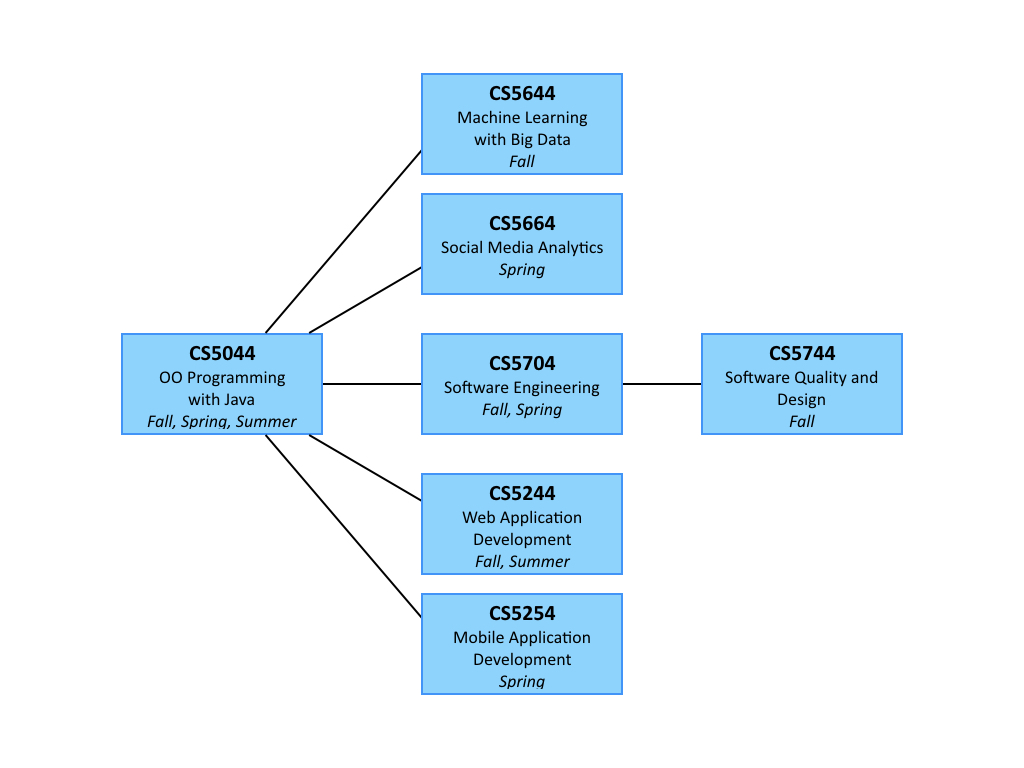 CS5644
Machine Learning
with Big Data
Fall
CS5664
Social Media Analytics
Spring
CS5044
OO Programming
with Java
Fall, Spring, Summer
CS5704
Software Engineering
Fall, Spring
CS5744
Software Quality and
Design
Fall
CS5244
Web Application
Development
Fall, Summer
CS5254
Mobile Application
Development
Spring